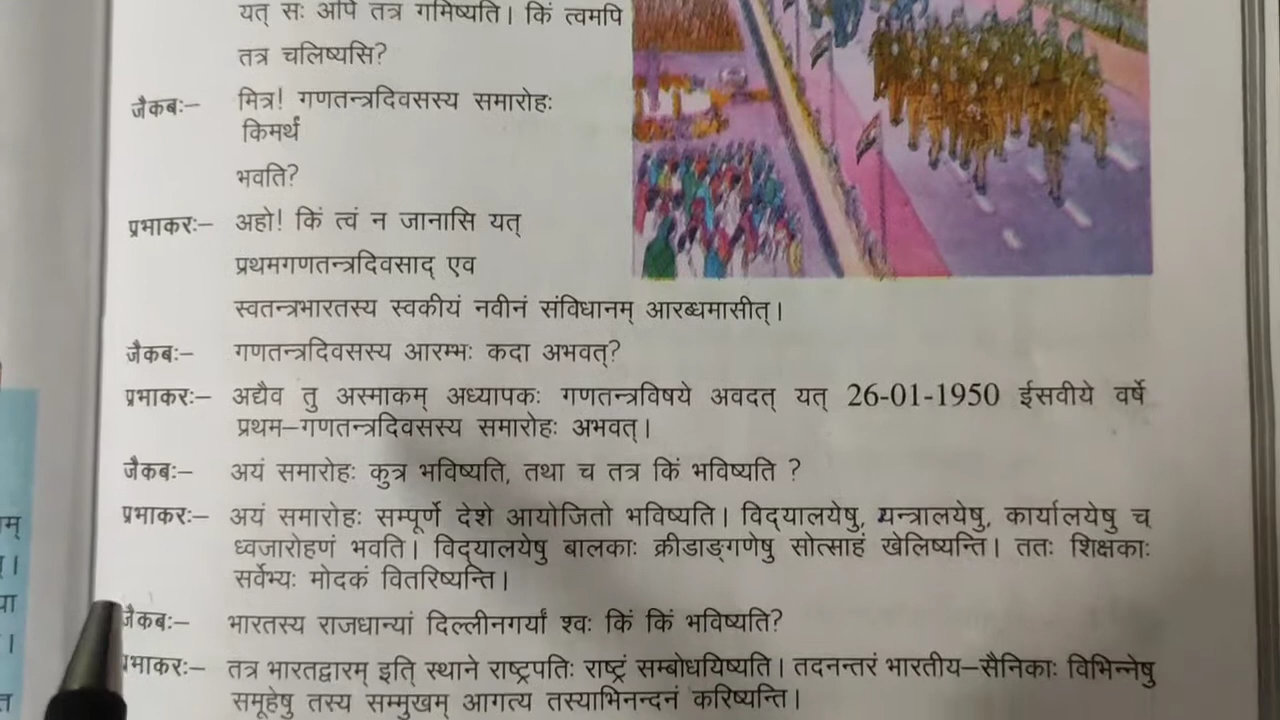 यत् सः अपि तत्र गमिष्यति। किं त्वमपि
तत्र चलिष्यसि?
जैकबः– मित्र! गणतन्त्रदिवसस्य समारोहः
किमर्थं
भवति?
प्रभाकरः– अहो! किं त्वं न जानासि यत्
प्रथमगणतन्त्रदिवसाद् एव
स्वतन्त्रभारतस्य स्वकीयं नवीनं संविधानम् आरब्धमासीत्।
जैकबः– गणतन्त्रदिवसस्य आरम्भः कदा अभवत्?
प्रभाकरः– अद्यैव तु अस्माकम् अध्यापकः गणतन्त्रविषये अवदत् यत् 26-01-1950 ईसवीये वर्षे
प्रथम–गणतन्त्रदिवसस्य समारोहः अभवत्।
जैकबः– अयं समारोहः कुत्र भविष्यति, तथा च तत्र किं भविष्यति ?
प्रभाकरः– अयं समारोहः सम्पूर्णे देशे आयोजितो भविष्यति। विद्यालयेषु, यन्त्रालयेषु, कार्यालयेषु च
ध्वजारोहणं भवति। विद्यालयेषु बालकाः क्रीडाङ्गणेषु सोत्साहं खेलिष्यन्ति। ततः शिक्षकाः
सर्वेभ्यः मोदकं वितरिष्यन्ति।
जैकबः– भारतस्य राजधान्यां दिल्लीनगर्यां श्वः किं किं भविष्यति?
प्रभाकरः– तत्र भारतद्वारम् इति स्थाने राष्ट्रपतिः राष्ट्रं सम्बोधयिष्यति। तदनन्तरं भारतीय–सैनिकाः विभिन्नेषु
समूहेषु तस्य सम्मुखम् आगत्य तस्याभिनन्दनं करिष्यन्ति।